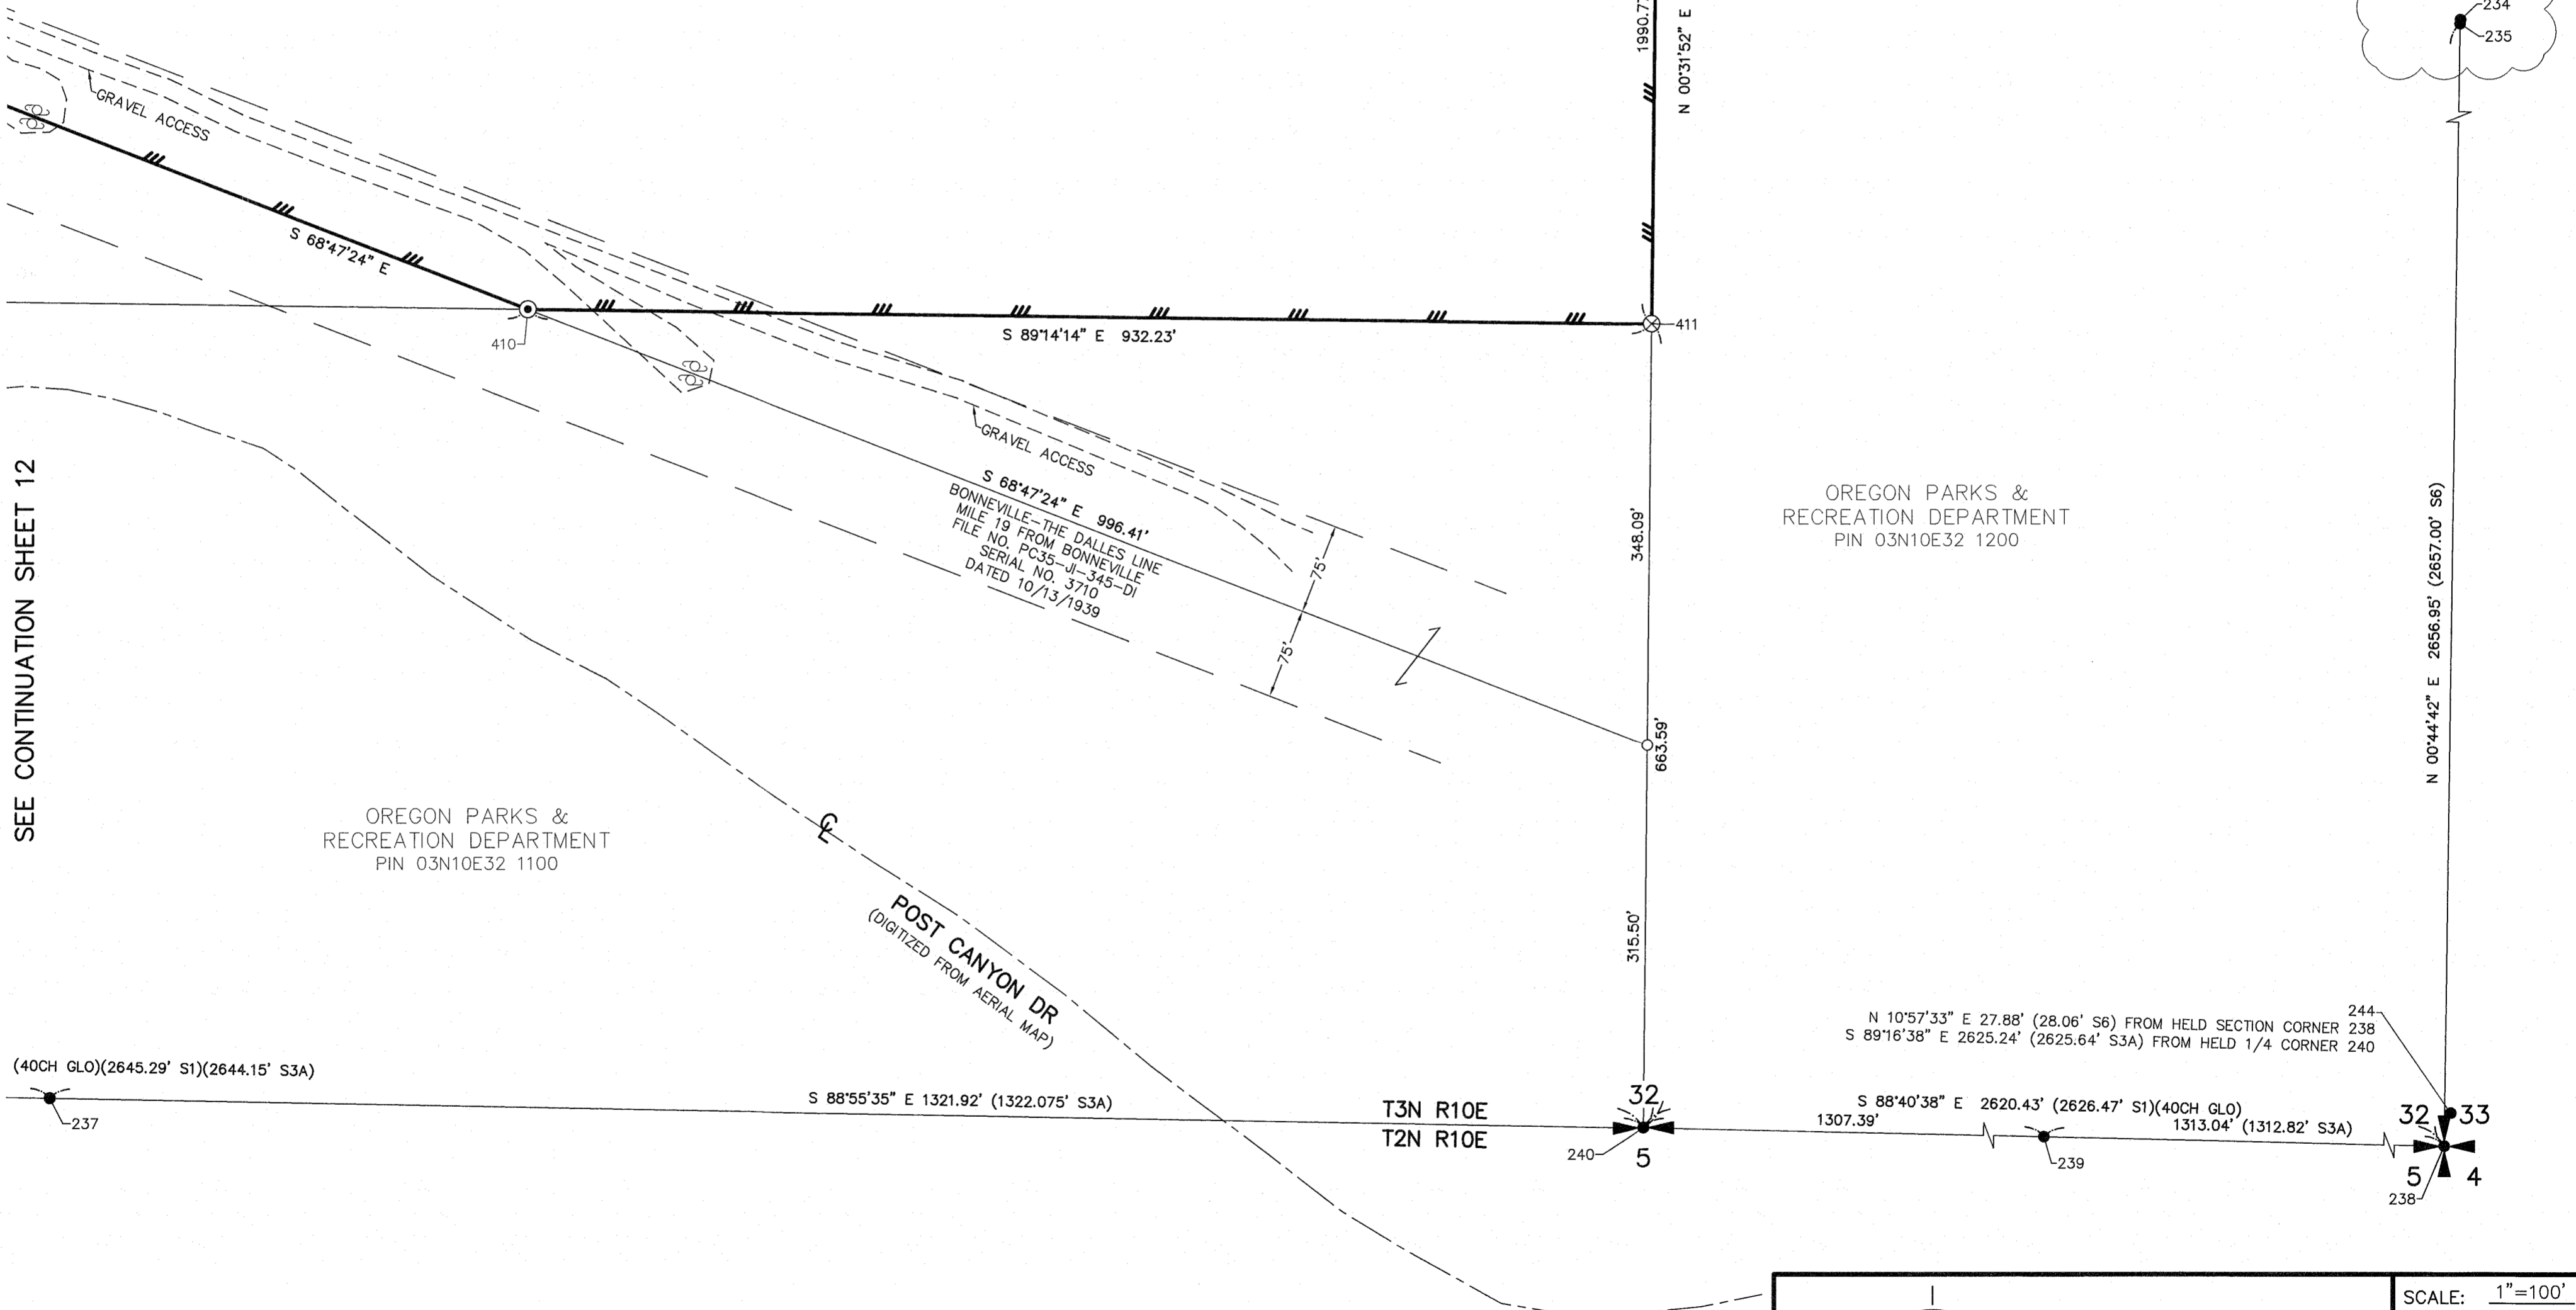 GRAVEL ACCESS
S 68°47'24" E
410
S 89°14'14" E 932.23'
N 00°31'52" E
411
234
235
GRAVEL ACCESS
S 68°47'24" E 996.41'
BONNEVILLE-THE DALLES LINE
MILE 19 FROM BONNEVILLE
FILE NO. PC35-JI-345-DI
SERIAL NO. 3710
DATED 10/13/1939
75'
75'
348.09'
663.59'
315.50'
SEE CONTINUATION SHEET 12
OREGON PARKS &
RECREATION DEPARTMENT
PIN 03N10E32 1200
N 00°44'42" E 2656.95' (2657.00' S6)
OREGON PARKS &
RECREATION DEPARTMENT
PIN 03N10E32 1100
CL
POST CANYON DR
(DIGITIZED FROM AERIAL MAP)
244
N 10°57'33" E 27.88' (28.06' S6) FROM HELD SECTION CORNER 238
S 89°16'38" E 2625.24' (2625.64' S3A) FROM HELD 1/4 CORNER 240
(40CH GLO)(2645.29' S1)(2644.15' S3A)
237
S 88°55'35" E 1321.92' (1322.075' S3A)
T3N R10E
T2N R10E
32
240
5
S 88°40'38" E 2620.43' (2626.47' S1)(40CH GLO)
1307.39'
1313.04' (1312.82' S3A)
239
32
33
5
4
238
SCALE: 1"=100'